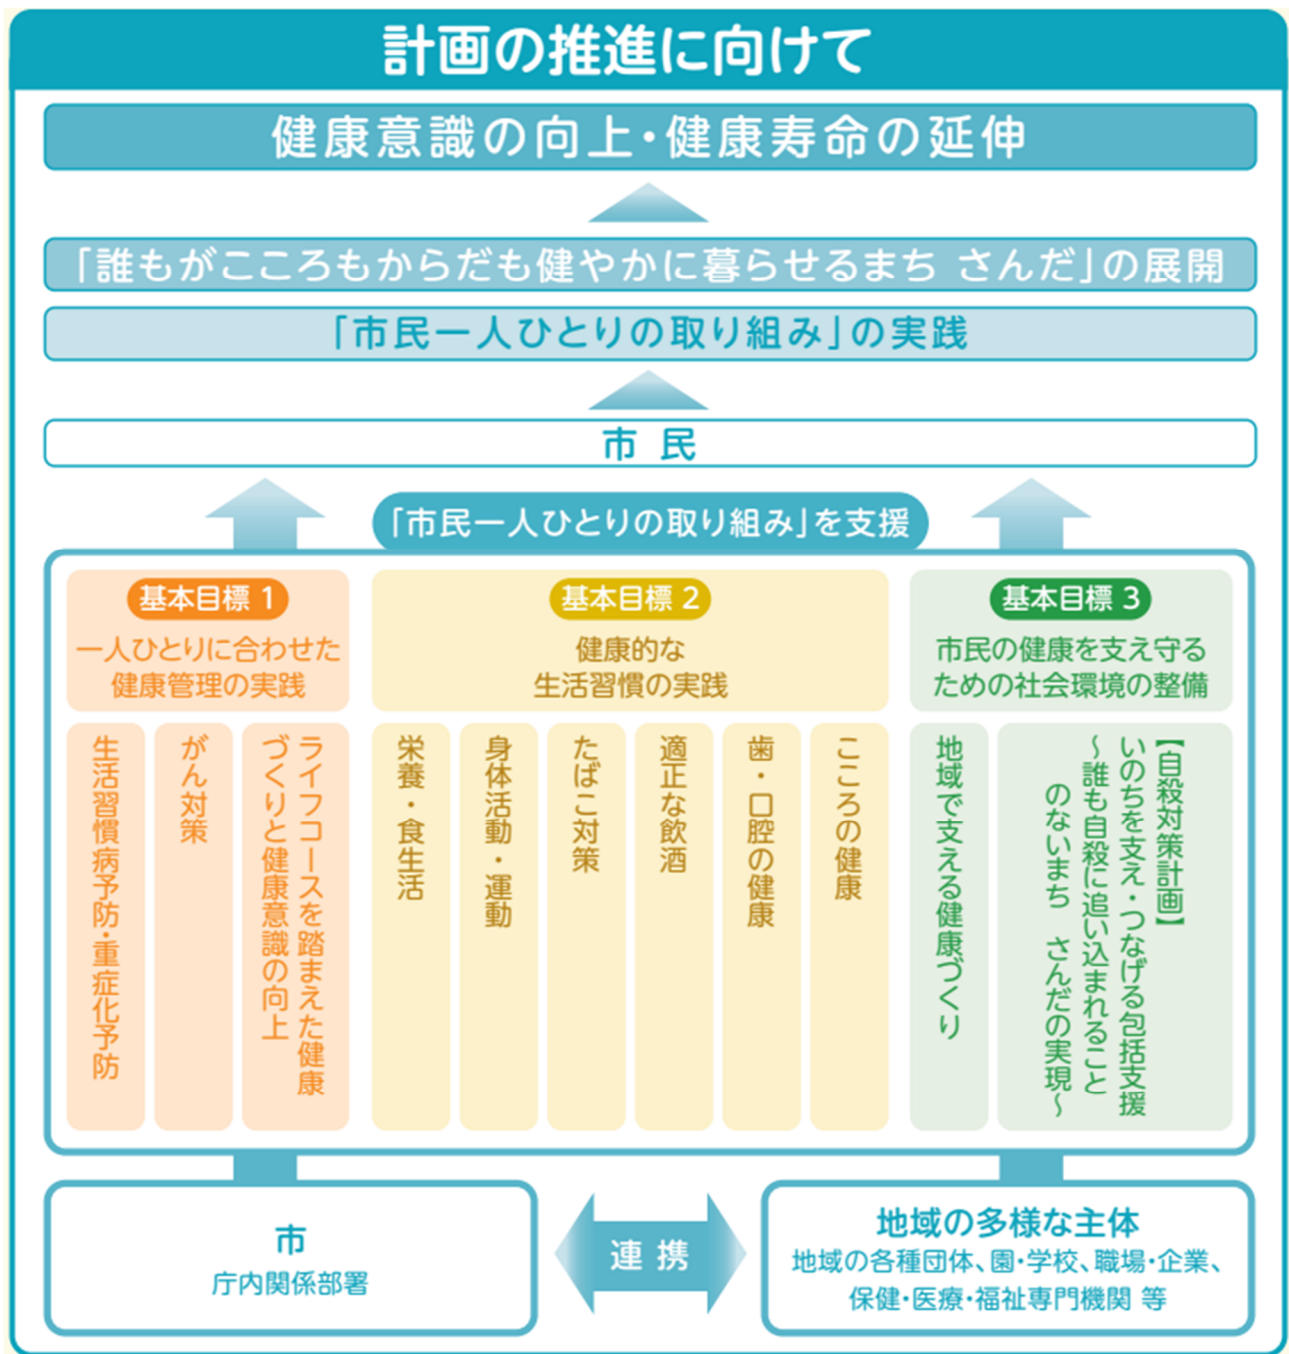 計画の推進に向けて
健康意識の向上・健康寿命の延伸
「誰もがこころもからだも健やかに暮らせるまち さんだ」の展開
「市民一人ひとりの取り組み」の実践
市 民
「市民一人ひとりの取り組み」を支援
基本目標 1
一人ひとりに合わせた
健康管理の実践
生活習慣病予防・重症化予防
がん対策
ライフコースを踏まえた健康
づくりと健康意識の向上
基本目標 2
健康的な
生活習慣の実践
栄養・食生活
身体活動・運動
たばこ対策
適正な飲酒
歯・口腔の健康
こころの健康
基本目標 3
市民の健康を支え守る
ための社会環境の整備
地域で支える健康づくり
【自殺対策計画】
いのちを支え・つなげる包括支援
～誰も自殺に追い込まれること
のないまち さんだの実現～
市
庁内関係部署
連 携
地域の多様な主体
地域の各種団体、園・学校、職場・企業、
保健・医療・福祉専門機関 等